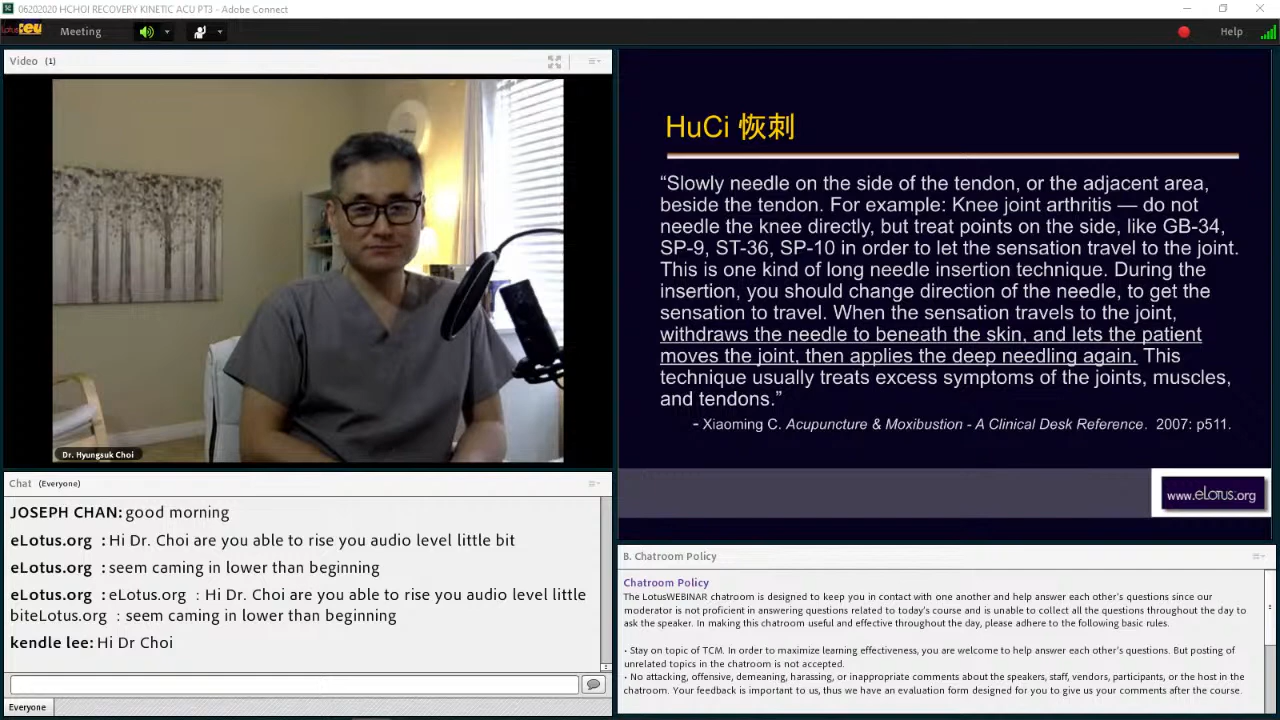 06202020 HCHOI RECOVERY KINETIC ACU PT3 - Adobe Connect
Meeting
Help
Video (1)
Dr. Hyungsuk Choi
HuCi 恢刺
“Slowly needle on the side of the tendon, or the adjacent area,
beside the tendon. For example: Knee joint arthritis — do not
needle the knee directly, but treat points on the side, like GB-34,
SP-9, ST-36, SP-10 in order to let the sensation travel to the joint.
This is one kind of long needle insertion technique. During the
insertion, you should change direction of the needle, to get the
sensation to travel. When the sensation travels to the joint,
withdraws the needle to beneath the skin, and lets the patient
moves the joint, then applies the deep needling again. This
technique usually treats excess symptoms of the joints, muscles,
and tendons.”
- Xiaoming C. Acupuncture & Moxibustion - A Clinical Desk Reference. 2007: p511.
www.eLotus.org
Chat (Everyone)
JOSEPH CHAN: good morning
eLotus.org : Hi Dr. Choi are you able to rise you audio level little bit
eLotus.org : seem caming in lower than beginning
eLotus.org : eLotus.org : Hi Dr. Choi are you able to rise you audio level little
biteLotus.org : seem caming in lower than beginning
kendle lee: Hi Dr Choi
Everyone
B. Chatroom Policy
Chatroom Policy
The LotusWEBINAR chatroom is designed to keep you in contact with one another and help answer each other's questions since our
moderator is not proficient in answering questions related to today's course and is unable to collect all the questions throughout the day to
ask the speaker. In making this chatroom useful and effective throughout the day, please adhere to the following basic rules.
• Stay on topic of TCM. In order to maximize learning effectiveness, you are welcome to help answer each other's questions. But posting of
unrelated topics in the chatroom is not accepted.
• No attacking, offensive, demeaning, harassing, or inappropriate comments about the speakers, staff, vendors, participants, or the host in the
chatroom. Your feedback is important to us, thus we have an evaluation form designed for you to give us your comments after the course.